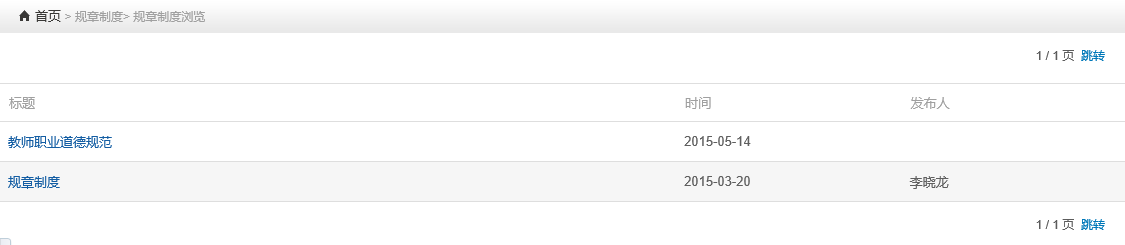 首页 > 规章制度> 规章制度浏览
1 / 1 页 跳转
标题 时间 发布人
教师职业道德规范 2015-05-14
规章制度 2015-03-20 李晓龙
1 / 1 页 跳转